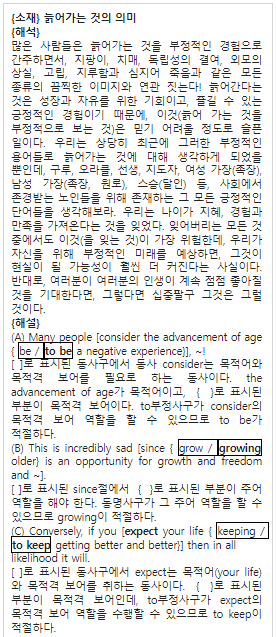 {소재} 늙어가는 것의 의미
{해석}
많은 사람들은 늙어가는 것을 부정적인 경험으로
간주하면서, 지팡이, 치매, 독립성의 결여, 외모의
상실, 고립, 지루함과 심지어 죽음과 같은 모든
종류의 끔찍한 이미지와 연관 짓는다! 늙어간다는
것은 성장과 자유를 위한 기회이고, 즐길 수 있는
긍정적인 경험이기 때문에, 이것(늙어 가는 것을
부정적으로 보는 것)은 믿기 어려울 정도로 슬픈
일이다. 우리는 상당히 최근에 그러한 부정적인
용어들로 늙어가는 것에 대해 생각하게 되었을
뿐인데, 구루, 오라클, 선생, 지도자, 여성 가장(족장),
남성 가장(족장, 원로), 스승(달인) 등, 사회에서
존경받는 노인들을 위해 존재하는 그 모든 긍정적인
단어들을 생각해보라. 우리는 나이가 지혜, 경험과
만족을 가져온다는 것을 잊었다. 잊어버리는 모든 것
중에서도 이것(을 잊는 것)이 가장 위험한데, 우리가
자신을 위해 부정적인 미래를 예상하면, 그것이
현실이 될 가능성이 훨씬 더 커진다는 사실이다.
반대로, 여러분이 여러분의 인생이 계속 점점 좋아질
것을 기대한다면, 그렇다면 십중팔구 그것은 그럴
것이다.
{해설}
(A) Many people [consider the advancement of age
{ be / to be a negative experience}], ~!
[ ]로 표시된 동사구에서 동사 consider는 목적어와
목적격 보어를 필요로 하는 동사이다. the
advancement of age가 목적어이고, { }로 표시된
부분이 목적격 보어이다. to부정사구가 consider의
목적격 보어 역할을 할 수 있으므로 to be가
적절하다.
(B) This is incredibly sad [since { grow / growing
older} is an opportunity for growth and freedom
and ~].
[ ]로 표시된 since절에서 { }로 표시된 부분이 주어
역할을 해야 한다. 동명사구가 그 주어 역할을 할 수
있으므로 growing이 적절하다.
(C) Conversely, if you [expect your life { keeping /
to keep getting better and better}] then in all
likelihood it will.
[ ]로 표시된 동사구에서 expect는 목적어(your life)
와 목적격 보어를 취하는 동사이다. { }로 표시된
부분이 목적격 보어인데, to부정사구가 expect의
목적격 보어 역할을 수행할 수 있으므로 to keep이
적절하다.